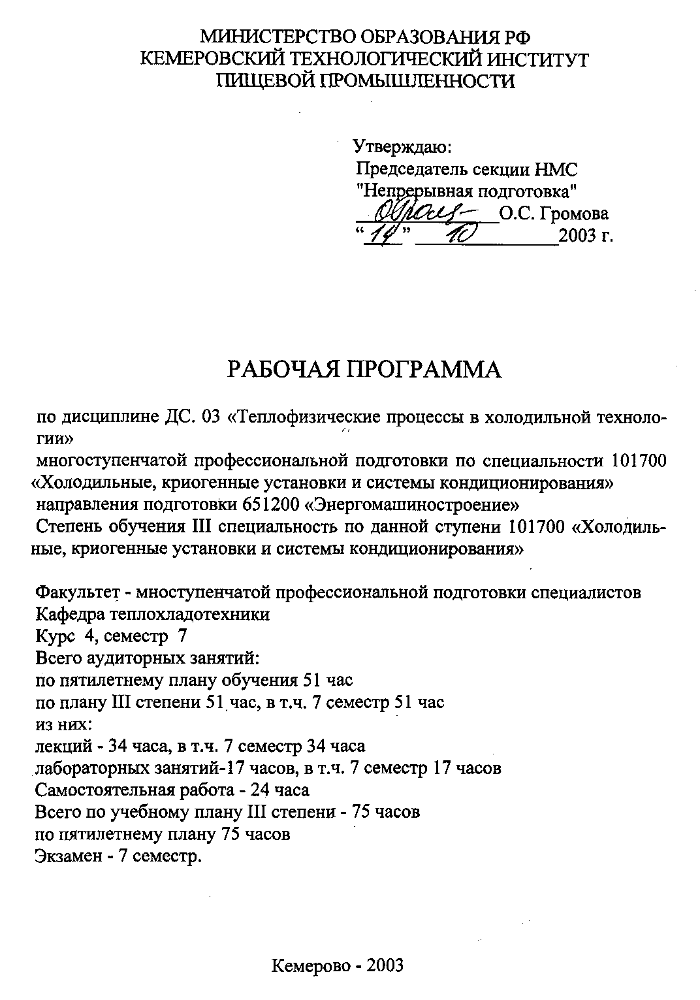 МИНИСТЕРСТВО ОБРАЗОВАНИЯ РФ
КЕМЕРОВСКИЙ ТЕХНОЛОГИЧЕСКИЙ ИНСТИТУТ
ПИЩЕВОЙ ПРОМЫШЛЕННОСТИ
Утверждаю:
Председатель секции НМС
"Непрерывная подготовка"
О.С. Громова
“14” 10 2003 г.
РАБОЧАЯ ПРОГРАММА
по дисциплине ДС. 03 «Теплофизические процессы в холодильной техноло-
гии»
многоступенчатой профессиональной подготовки по специальности 101700
«Холодильные, криогенные установки и системы кондиционирования»
направления подготовки 651200 «Энергомашиностроение»
Степень обучения III специальность по данной ступени 101700 «Холодиль-
ные, криогенные установки и системы кондиционирования»
Факультет - мноступенчатой профессиональной подготовки специалистов
Кафедра теплохладотехники
Курс 4, семестр 7
Всего аудиторных занятий:
по пятилетнему плану обучения 51 час
по плану III степени 51 час, в т.ч. 7 семестр 51 час
из них:
лекций - 34 часа, в т.ч. 7 семестр 34 часа
лабораторных занятий-17 часов, в т.ч. 7 семестр 17 часов
Самостоятельная работа - 24 часа
Всего по учебному плану III степени - 75 часов
по пятилетнему плану 75 часов
Экзамен - 7 семестр.
Кемерово - 2003